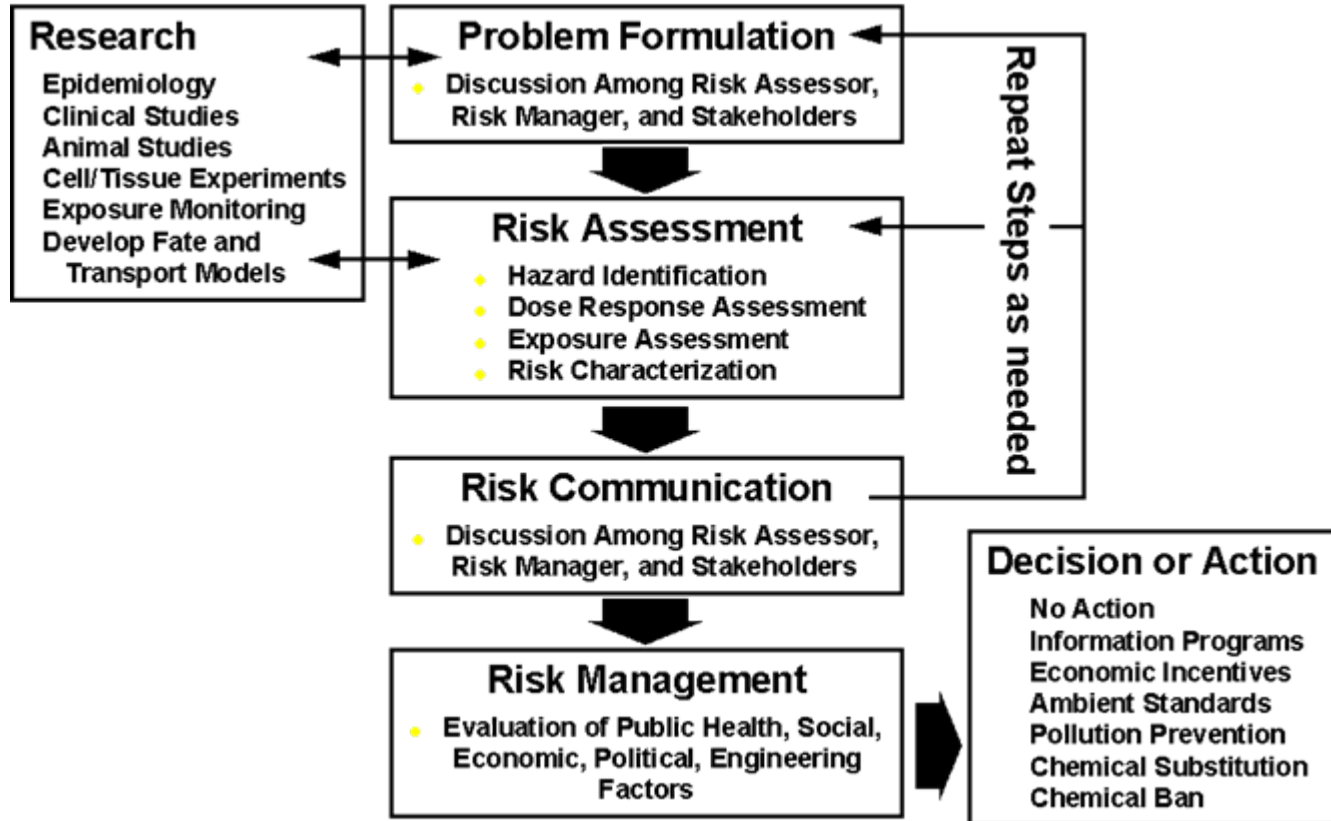 Research
Epidemiology
Clinical Studies
Animal Studies
Cell/Tissue Experiments
Exposure Monitoring
Develop Fate and
Transport Models
Problem Formulation
Discussion Among Risk Assessor,
Risk Manager, and Stakeholders
Risk Assessment
Hazard Identification
Dose Response Assessment
Exposure Assessment
Risk Characterization
Risk Communication
Discussion Among Risk Assessor,
Risk Manager, and Stakeholders
Risk Management
Evaluation of Public Health, Social,
Economic, Political, Engineering
Factors
Repeat Steps as needed
Decision or Action
No Action
Information Programs
Economic Incentives
Ambient Standards
Pollution Prevention
Chemical Substitution
Chemical Ban